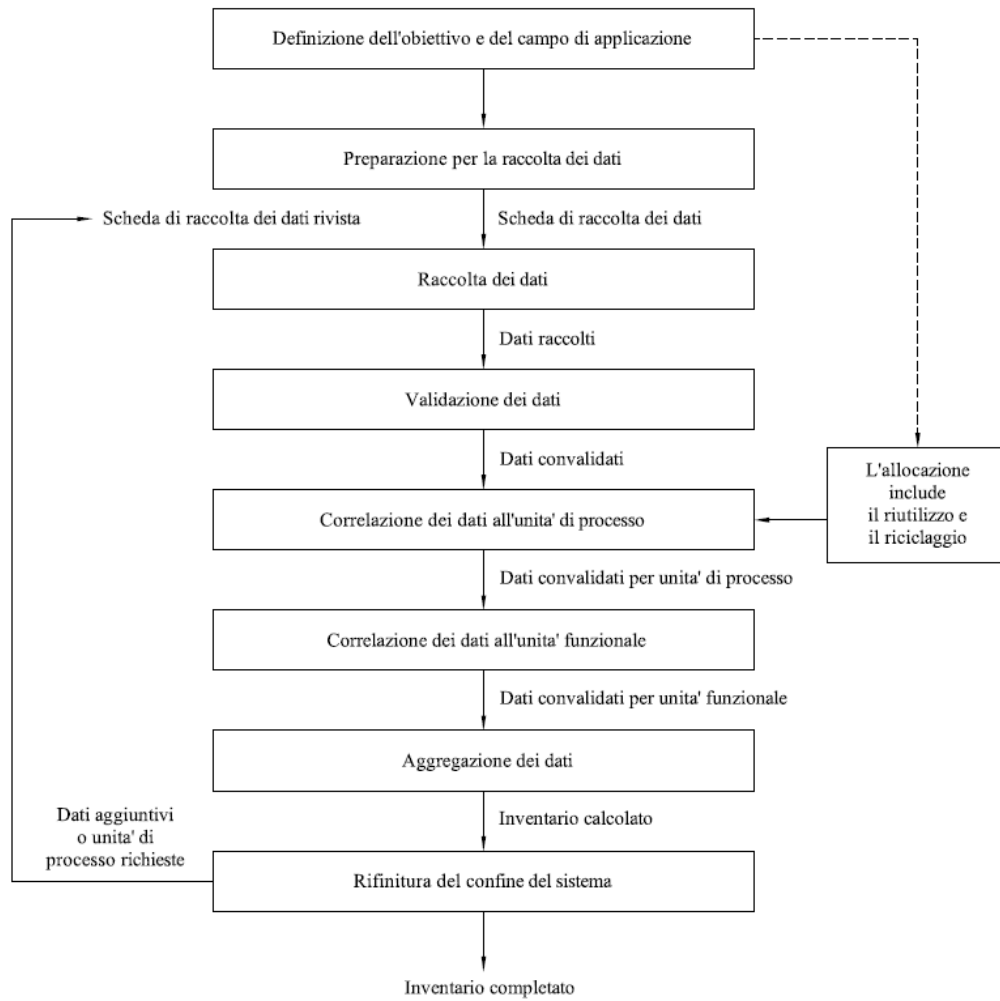 Definizione dell'obiettivo e del campo di applicazione
Preparazione per la raccolta dei dati
Scheda di raccolta dei dati rivista
Scheda di raccolta dei dati
Raccolta dei dati
Dati raccolti
Validazione dei dati
Dati convalidati
L'allocazione
include
il riutilizzo e
il riciclaggio
Correlazione dei dati all'unita' di processo
Dati convalidati per unita' di processo
Correlazione dei dati all'unita' funzionale
Dati convalidati per unita' funzionale
Aggregazione dei dati
Dati aggiuntivi
o unita' di
processo richieste
Inventario calcolato
Rifinitura del confine del sistema
Inventario completato